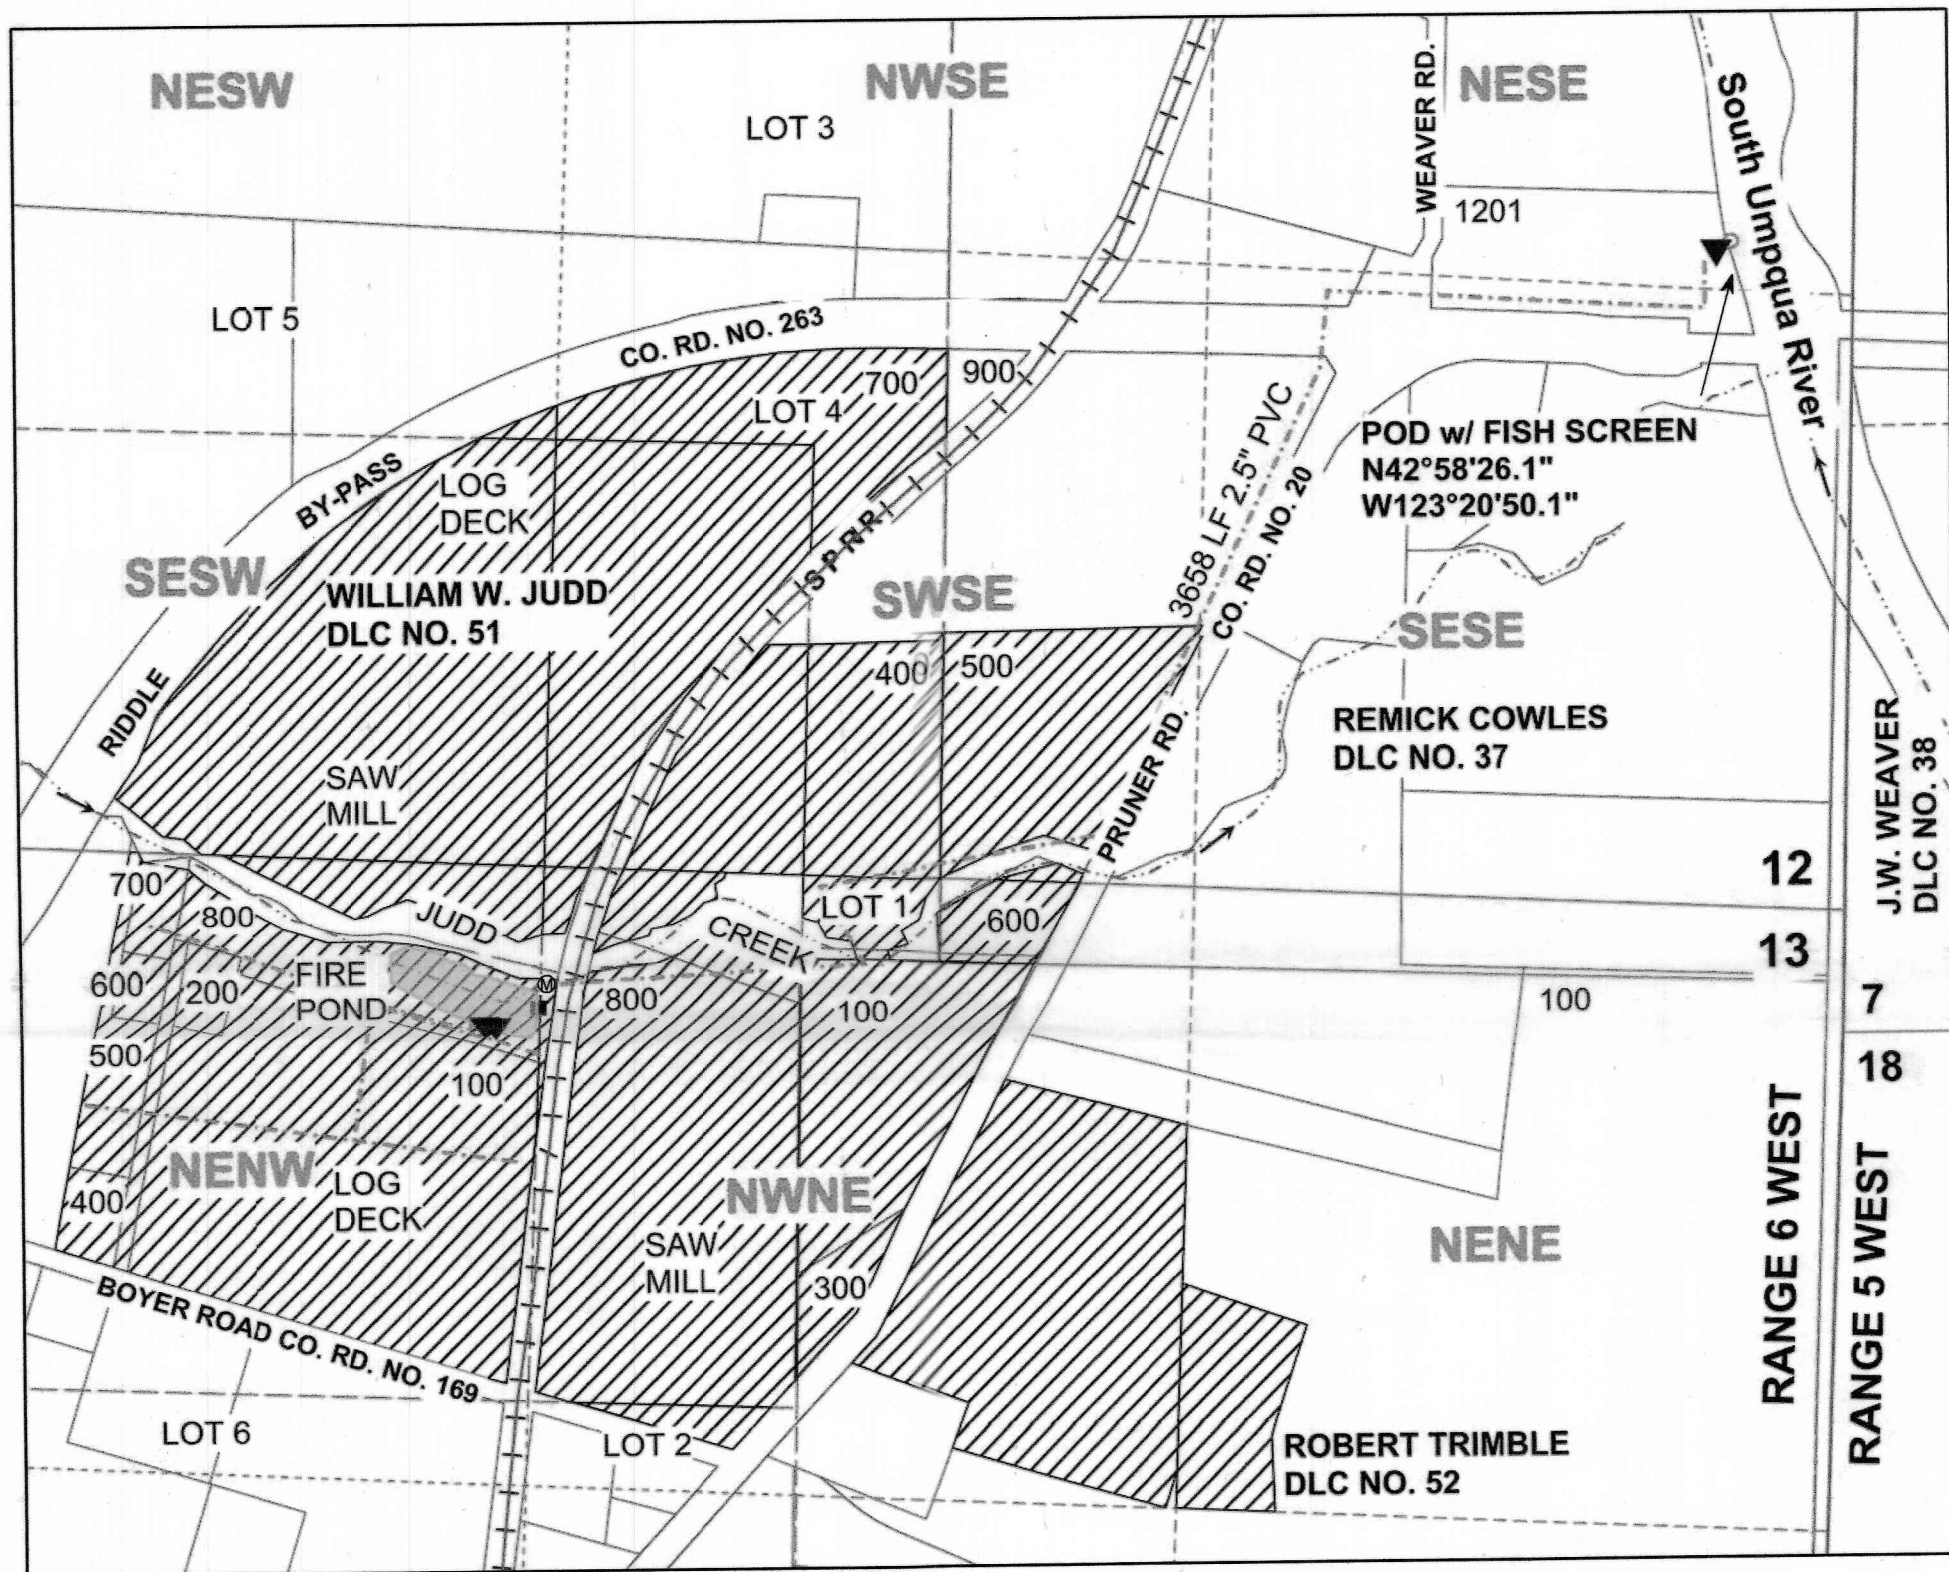 NESW
NWSE
NESE
LOT 3
WEAVER RD.
South Umpqua River
1201
LOT 5
CO. RD. NO. 263
700
900
LOT 4
BY-PASS
LOG
DECK
3658 LF 2.5" PVC
CO. RD. NO. 20
POD w/ FISH SCREEN
N42°58'26.1"
W123°20'50.1"
SESW
WILLIAM W. JUDD
DLC NO. 51
S P R R
SWSE
SESE
400
500
RIDDLE
SAW
MILL
PRUNER RD.
REMICK COWLES
DLC NO. 37
J.W. WEAVER
DLC NO. 38
12
700
800
JUDD
CREEK
LOT 1
600
13
600
200
FIRE
POND
M
800
100
100
7
500
100
18
NENW
LOG
DECK
400
NWNE
SAW
MILL
300
NENE
RANGE 6 WEST
RANGE 5 WEST
BOYER ROAD CO. RD. NO. 169
LOT 6
LOT 2
ROBERT TRIMBLE
DLC NO. 52